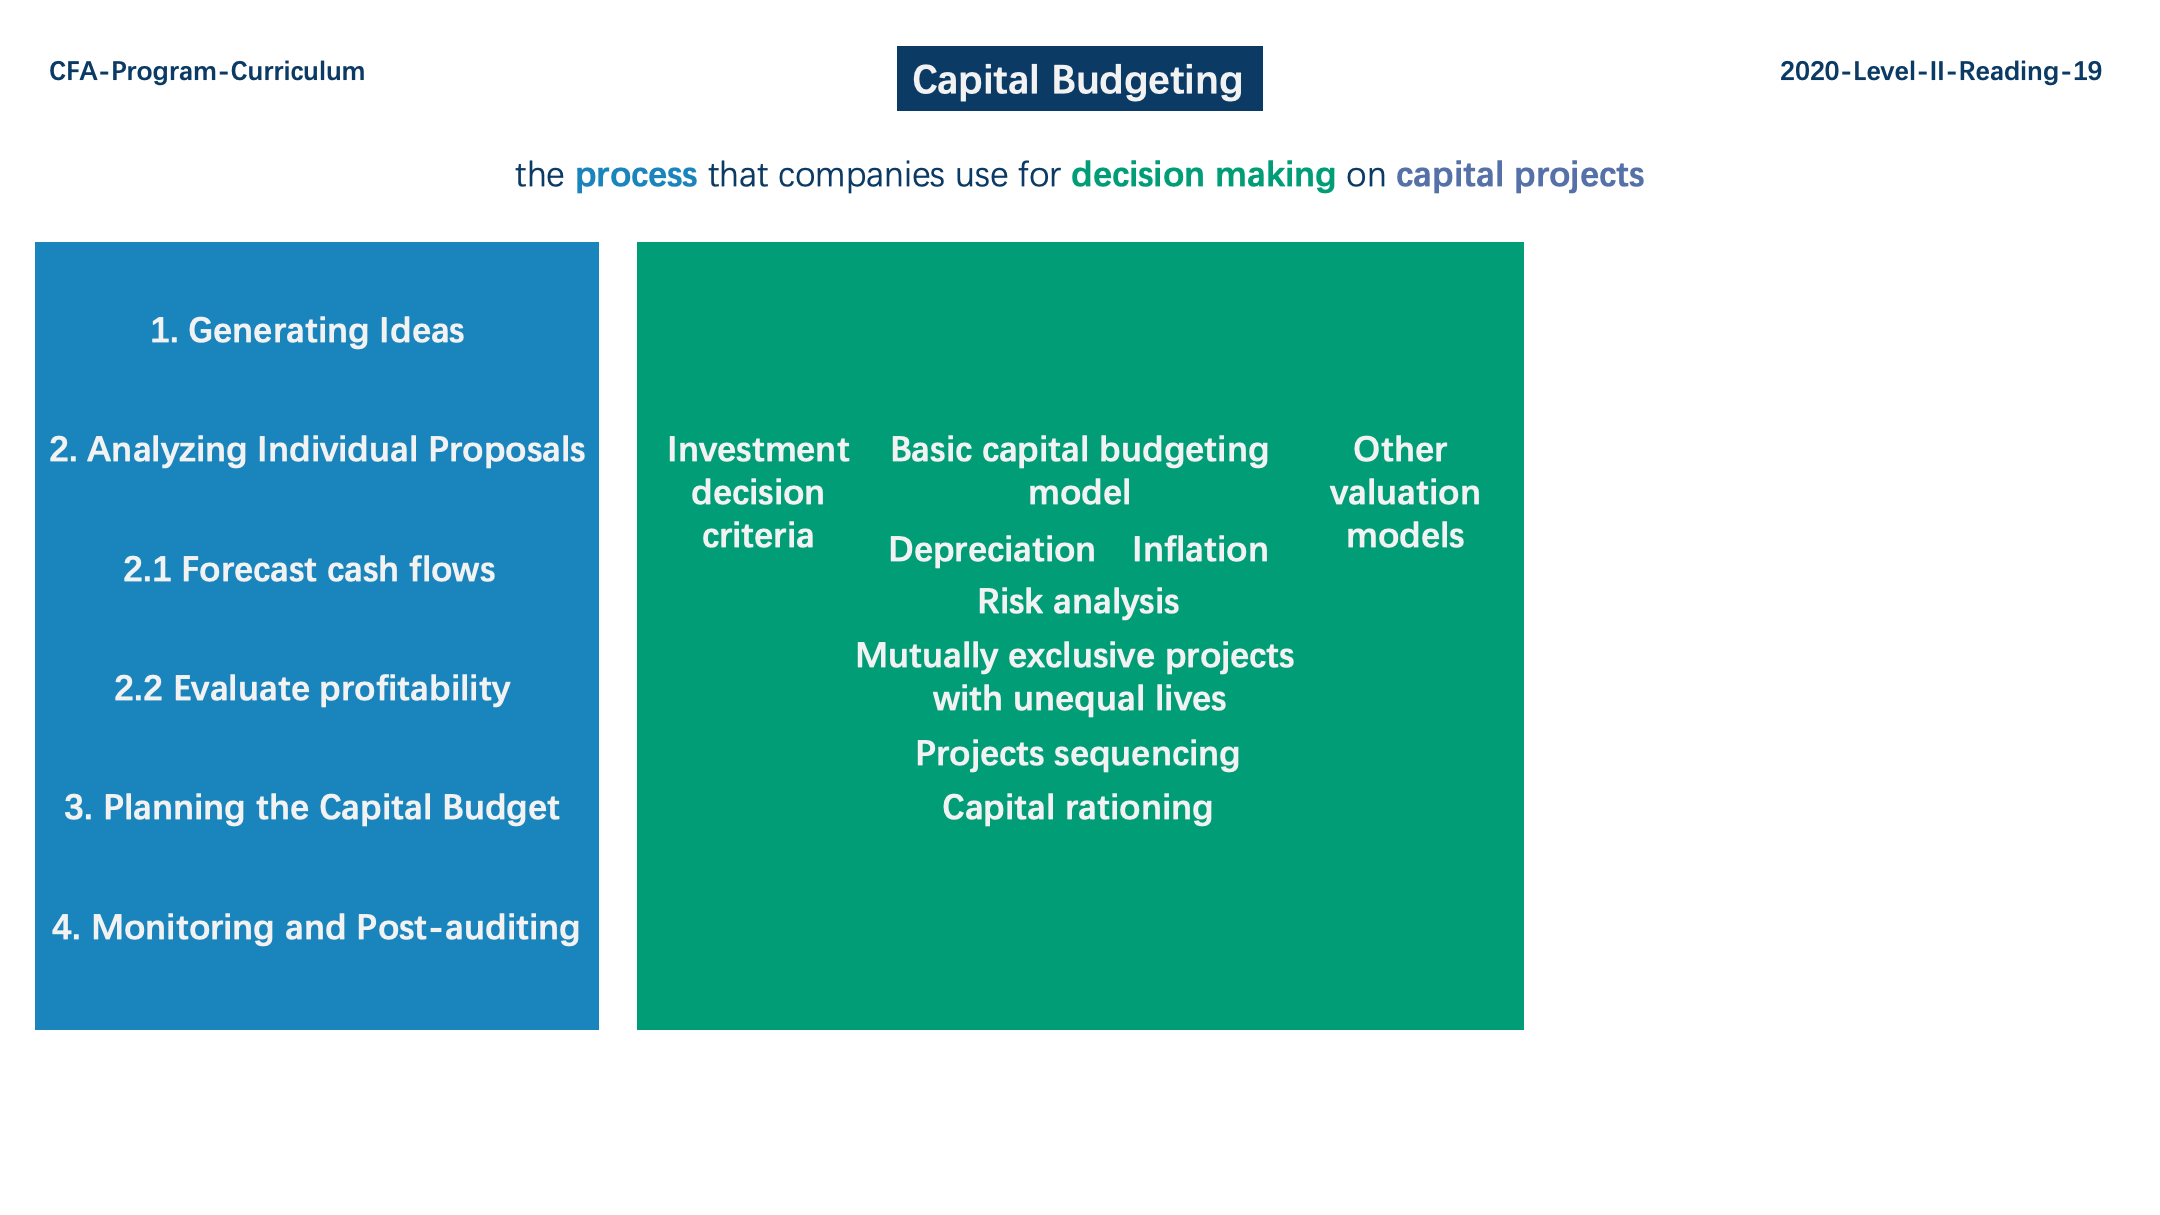 CFA-Program-Curriculum
Capital Budgeting
2020-Level-II-Reading-19
the process that companies use for decision making on capital projects
1. Generating Ideas
2. Analyzing Individual Proposals
2.1 Forecast cash flows
2.2 Evaluate profitability
3. Planning the Capital Budget
4. Monitoring and Post-auditing
Investment
decision
criteria
Basic capital budgeting
model
Depreciation Inflation
Risk analysis
Mutually exclusive projects
with unequal lives
Projects sequencing
Capital rationing
Other
valuation
models